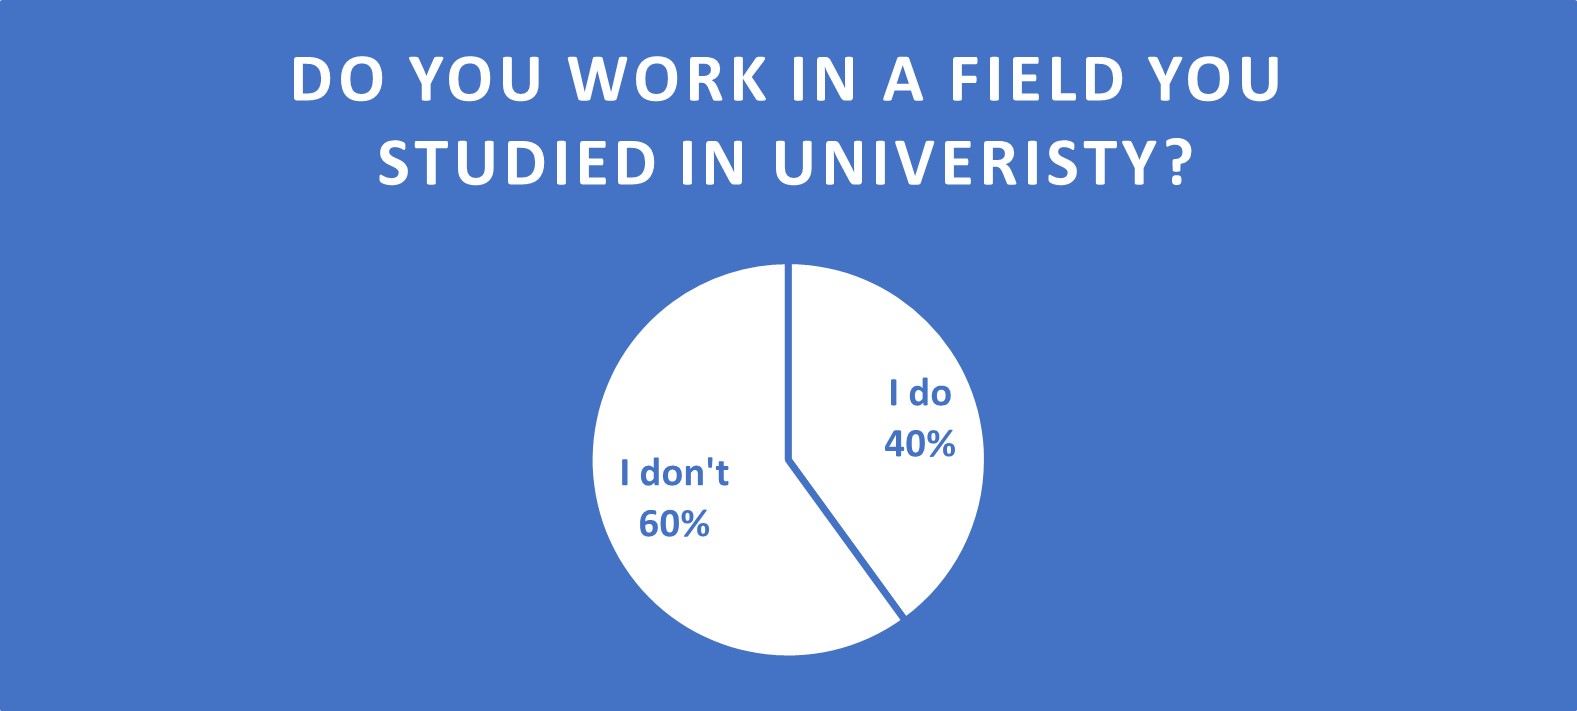 DO YOU WORK IN A FIELD YOU
STUDIED IN UNIVERISTY?
I do
40%
I don't
60%